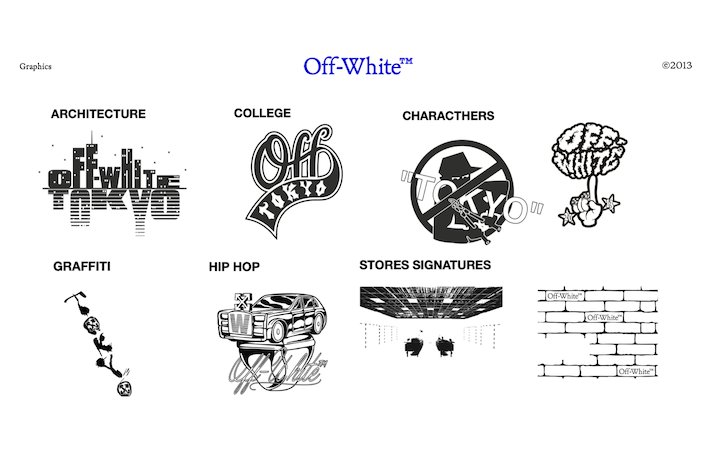 Graphics
Off-White™
©2013
ARCHITECTURE
OFF-WHITE
TOKYO
COLLEGE
Off
TOKYO
CHARACTHERS
"TOKYO"
OFF
WHITE
GRAFFITI
HIP HOP
W
Off-White™
STORES SIGNATURES
Off-White™
Off-White™
Off-White™